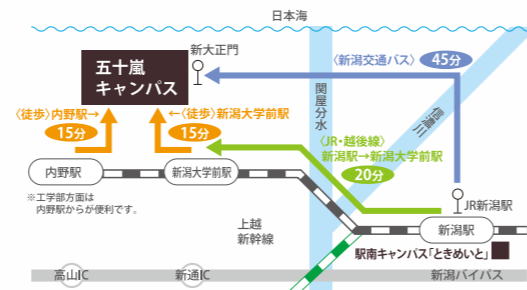 日本海
新大正門
五十嵐
キャンパス
〈新潟交通バス〉 45分
関屋分水
信濃川
〈徒歩〉内野駅→
15分
←〈徒歩〉新潟大学前駅
15分
〈JR・越後線〉
新潟駅→新潟大学前駅
20分
内野駅
新潟大学前駅
※工学部方面は
内野駅からが便利です。
JR新潟駅
新潟駅
上越
新幹線
駅南キャンパス「ときめいと」
高山IC
新通IC
新潟バイパス